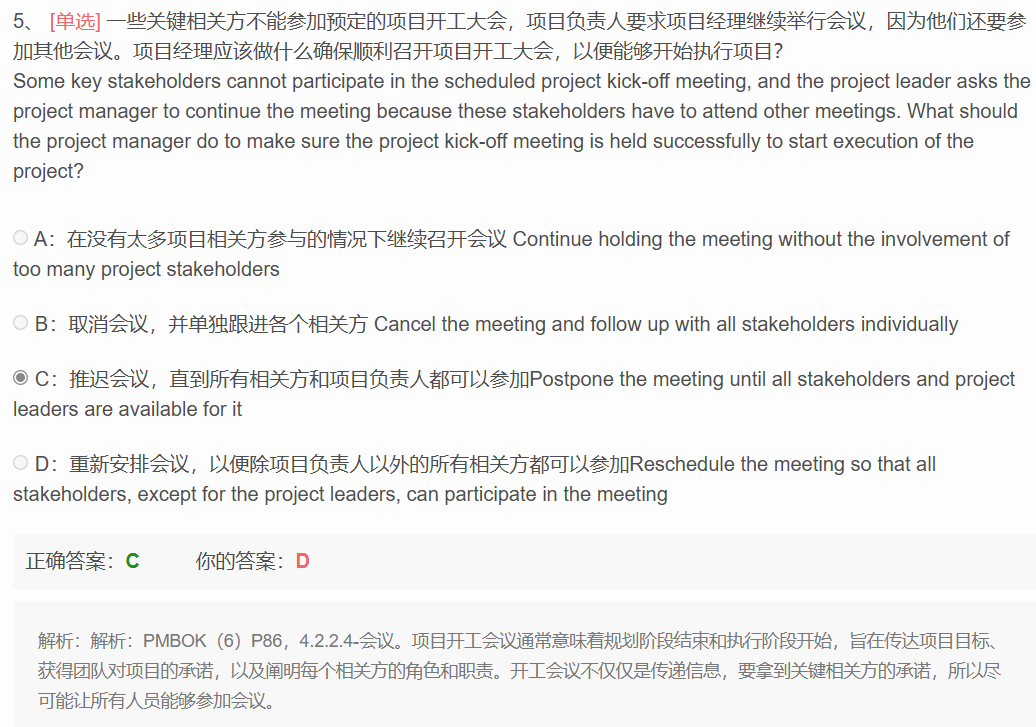 5、 [单选] 一些关键相关方不能参加预定的项目开工大会，项目负责人要求项目经理继续举行会议，因为他们还要参
加其他会议。项目经理应该做什么确保顺利召开项目开工大会，以便能够开始执行项目？
Some key stakeholders cannot participate in the scheduled project kick-off meeting, and the project leader asks the
project manager to continue the meeting because these stakeholders have to attend other meetings. What should
the project manager do to make sure the project kick-off meeting is held successfully to start execution of the
project?
A：在没有太多项目相关方参与的情况下继续召开会议 Continue holding the meeting without the involvement of
too many project stakeholders
B：取消会议，并单独跟进各个相关方 Cancel the meeting and follow up with all stakeholders individually
C：推迟会议，直到所有相关方和项目负责人都可以参加Postpone the meeting until all stakeholders and project
leaders are available for it
D：重新安排会议，以便除项目负责人以外的所有相关方都可以参加Reschedule the meeting so that all
stakeholders, except for the project leaders, can participate in the meeting
正确答案：C 你的答案：D
解析：解析：PMBOK（6）P86，4.2.2.4-会议。项目开工会议通常意味着规划阶段结束和执行阶段开始，旨在传达项目目标、
获得团队对项目的承诺，以及阐明每个相关方的角色和职责。开工会议不仅仅是传递信息，要拿到关键相关方的承诺，所以尽
可能让所有人员能够参加会议。